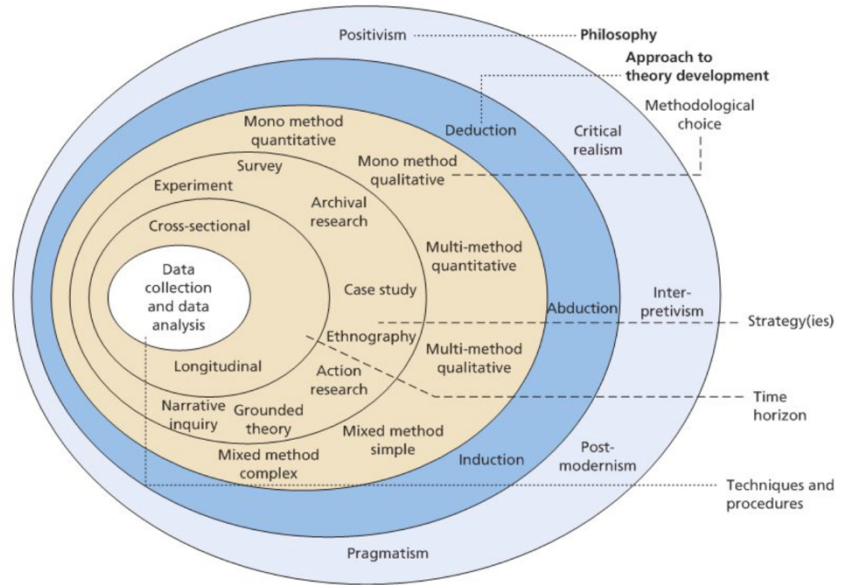 Positivism
Philosophy
Approach to
theory development
Methodological
choice
Mono method
quantitative
Deduction
Critical
realism
Survey
Mono method
qualitative
Experiment
Archival
research
Cross-sectional
Multi-method
quantitative
Data
collection
and data
analysis
Case study
Inter-
pretivism
Abduction
Strategy(ies)
Ethnography
Multi-method
qualitative
Longitudinal
Action
research
Time
horizon
Narrative
inquiry
Grounded
theory
Mixed method
simple
Mixed method
complex
Induction
Post-
modernism
Techniques and
procedures
Pragmatism